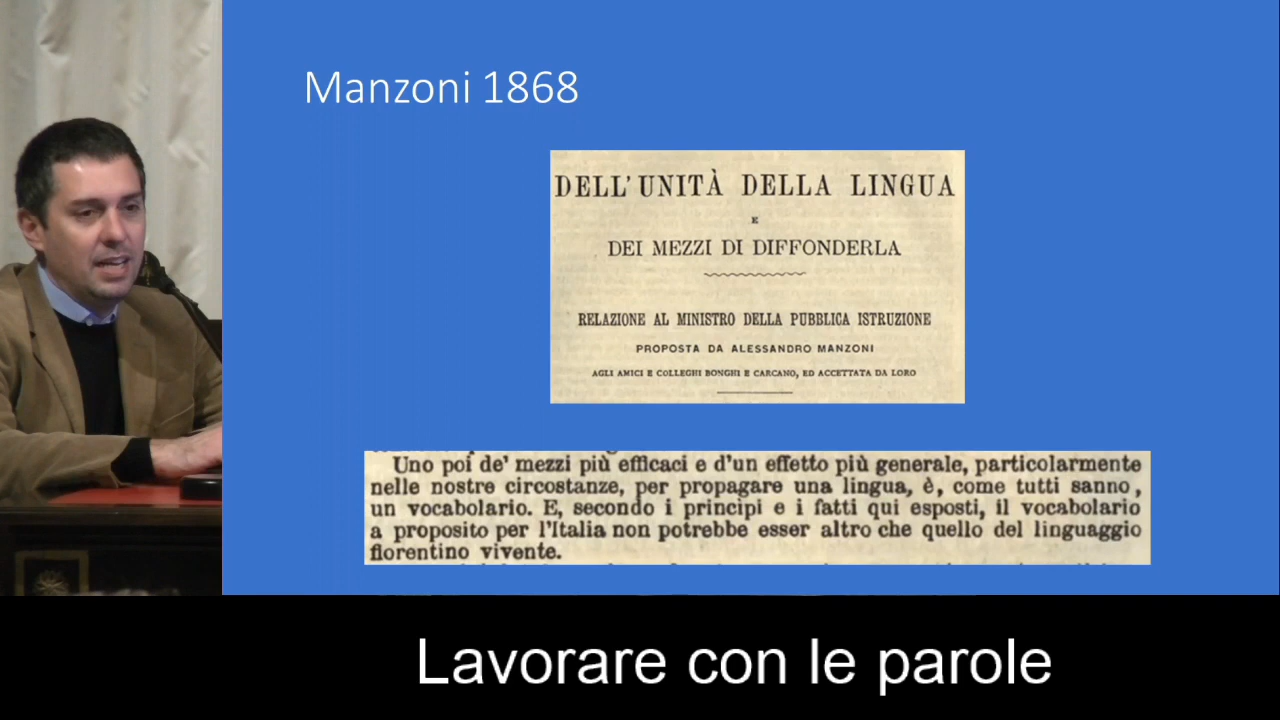 Manzoni 1868
DELL'UNITÀ DELLA LINGUA
E
DEI MEZZI DI DIFFONDERLA
RELAZIONE AL MINISTRO DELLA PUBBLICA ISTRUZIONE
PROPOSTA DA ALESSANDRO MANZONI
AGLI AMICI E COLLEGHI BONGHI E CARCANO, ED ACCETTATA DA LORO
Uno poi de' mezzi più efficaci e d'un effetto più generale, particolarmente
nelle nostre circostanze, per propagare una lingua, è, come tutti sanno,
un vocabolario. E, secondo i principi e i fatti qui esposti, il vocabolario
a proposito per l'Italia non potrebbe esser altro che quello del linguaggio
fiorentino vivente.
Lavorare con le parole